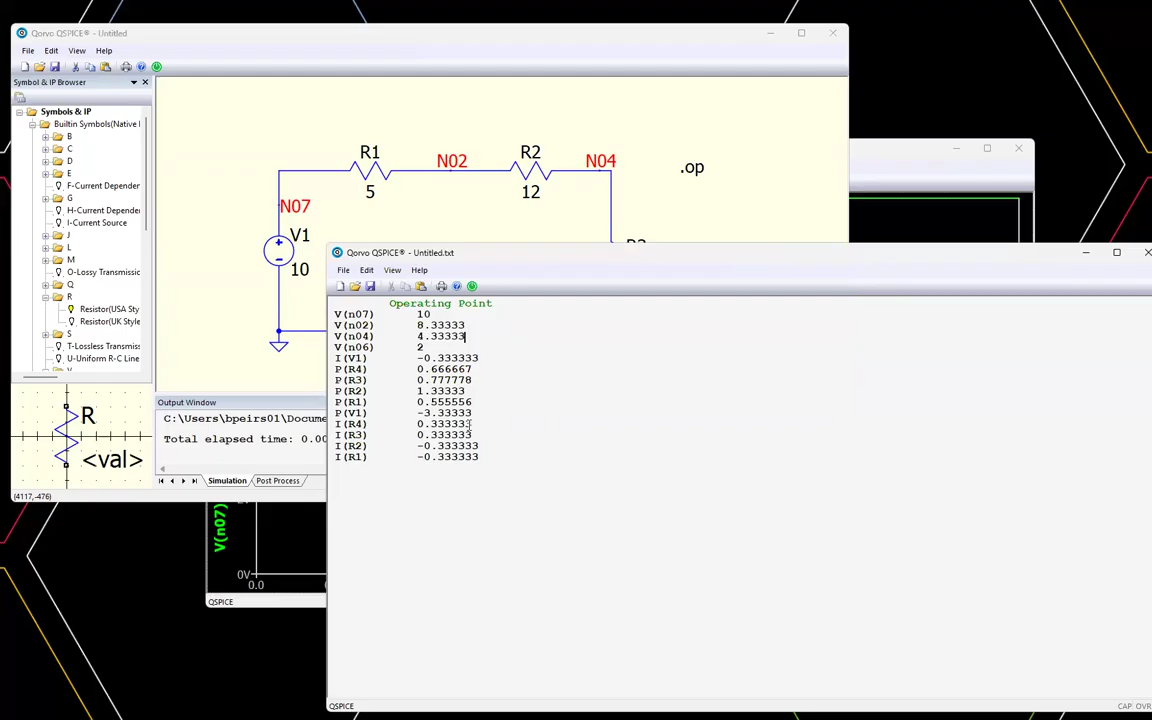 Qorvo QSPICE® - Untitled
File Edit View Help
Symbol & IP Browser
Symbols & IP
Builtin Symbols(Native
B
C
D
E
F-Current Dependen
G
H-Current Depende
I-Current Source
J
L
M
O-Lossy Transmissio
Q
R
Resistor(USA Sty
Resistor(UK Style
S
T-Lossless Transmiss
U-Uniform R-C Line
R
<val>
(4117,-476)
R1
5
N02
R2
12
N04
.op
N07
V1
10
Output Window
C:\Users\bpeirs01\Docume
Total elapsed time: 0.00
Simulation
Post Process
V(n07)
0V
0.0
QSPICE
Qorvo QSPICE® - Untitled.txt
File Edit View Help
Operating Point
V(n07) 10
V(n02) 8.33333
V(n04) 4.33333
V(n06) 2
I(V1) -0.333333
P(R4) 0.666667
P(R3) 0.777778
P(R2) 1.33333
P(R1) 0.555556
P(V1) -3.33333
I(R4) 0.333333
I(R3) 0.333333
I(R2) -0.333333
I(R1) -0.333333
QSPICE
CAP OVR